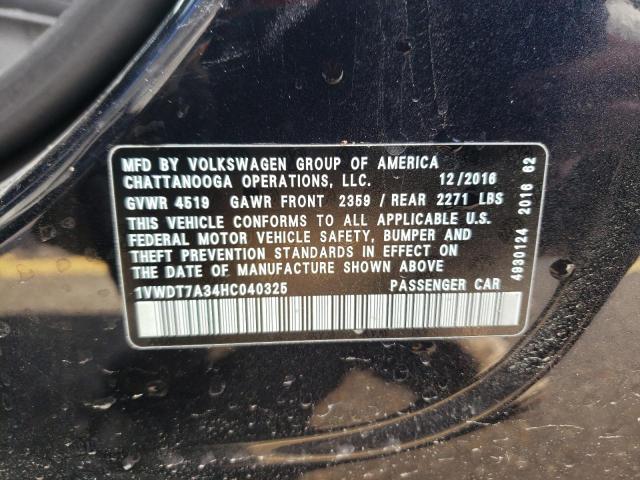 MFD BY VOLKSWAGEN GROUP OF AMERICA
CHATTANOOGA OPERATIONS, LLC. 12/2016
GVWR 4519 GAWR FRONT 2359 / REAR 2271 LBS
THIS VEHICLE CONFORMS TO ALL APPLICABLE U.S.
FEDERAL MOTOR VEHICLE SAFETY, BUMPER AND
THEFT PREVENTION STANDARDS IN EFFECT ON
THE DATE OF MANUFACTURE SHOWN ABOVE
1VWDT7A34HC040325 PASSENGER CAR
4930124 2016 62